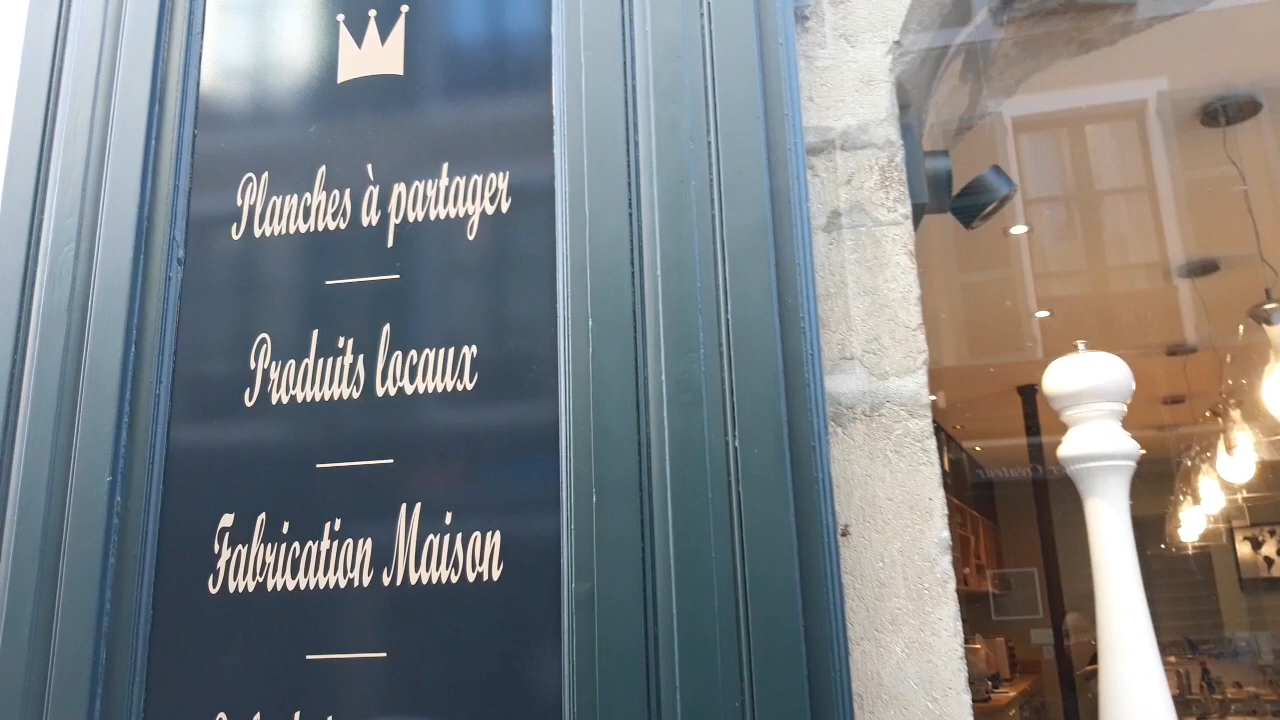 Planches à partager
Produits locaux
Fabrication Maison